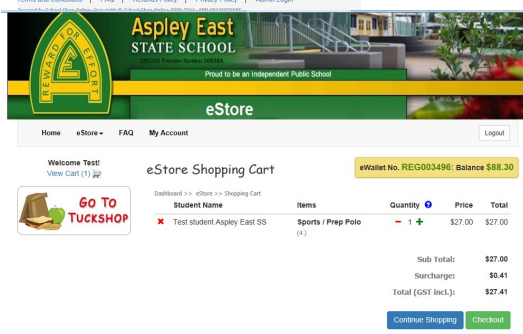 Terms and Conditions | FAQ | Refunds Policy | Privacy Policy | Admin Login
REWARD FOR EFFORT
Aspley East
STATE SCHOOL
CRICOS Provider Number 00608A
Proud to be an Independent Public School
eStore
Home eStore FAQ My Account Logout
Welcome Test!
View Cart (1)
eStore Shopping Cart
eWallet No. REG003496: Balance $88.30
GO TO
TUCKSHOP
Dashboard >> eStore >> Shopping Cart
Student Name Items Quantity ? Price Total
Test student Aspley East SS Sports / Prep Polo - 1 + $27.00 $27.00
(4 )
Sub Total: $27.00
Surcharge: $0.41
Total (GST incl.): $27.41
Continue Shopping Checkout